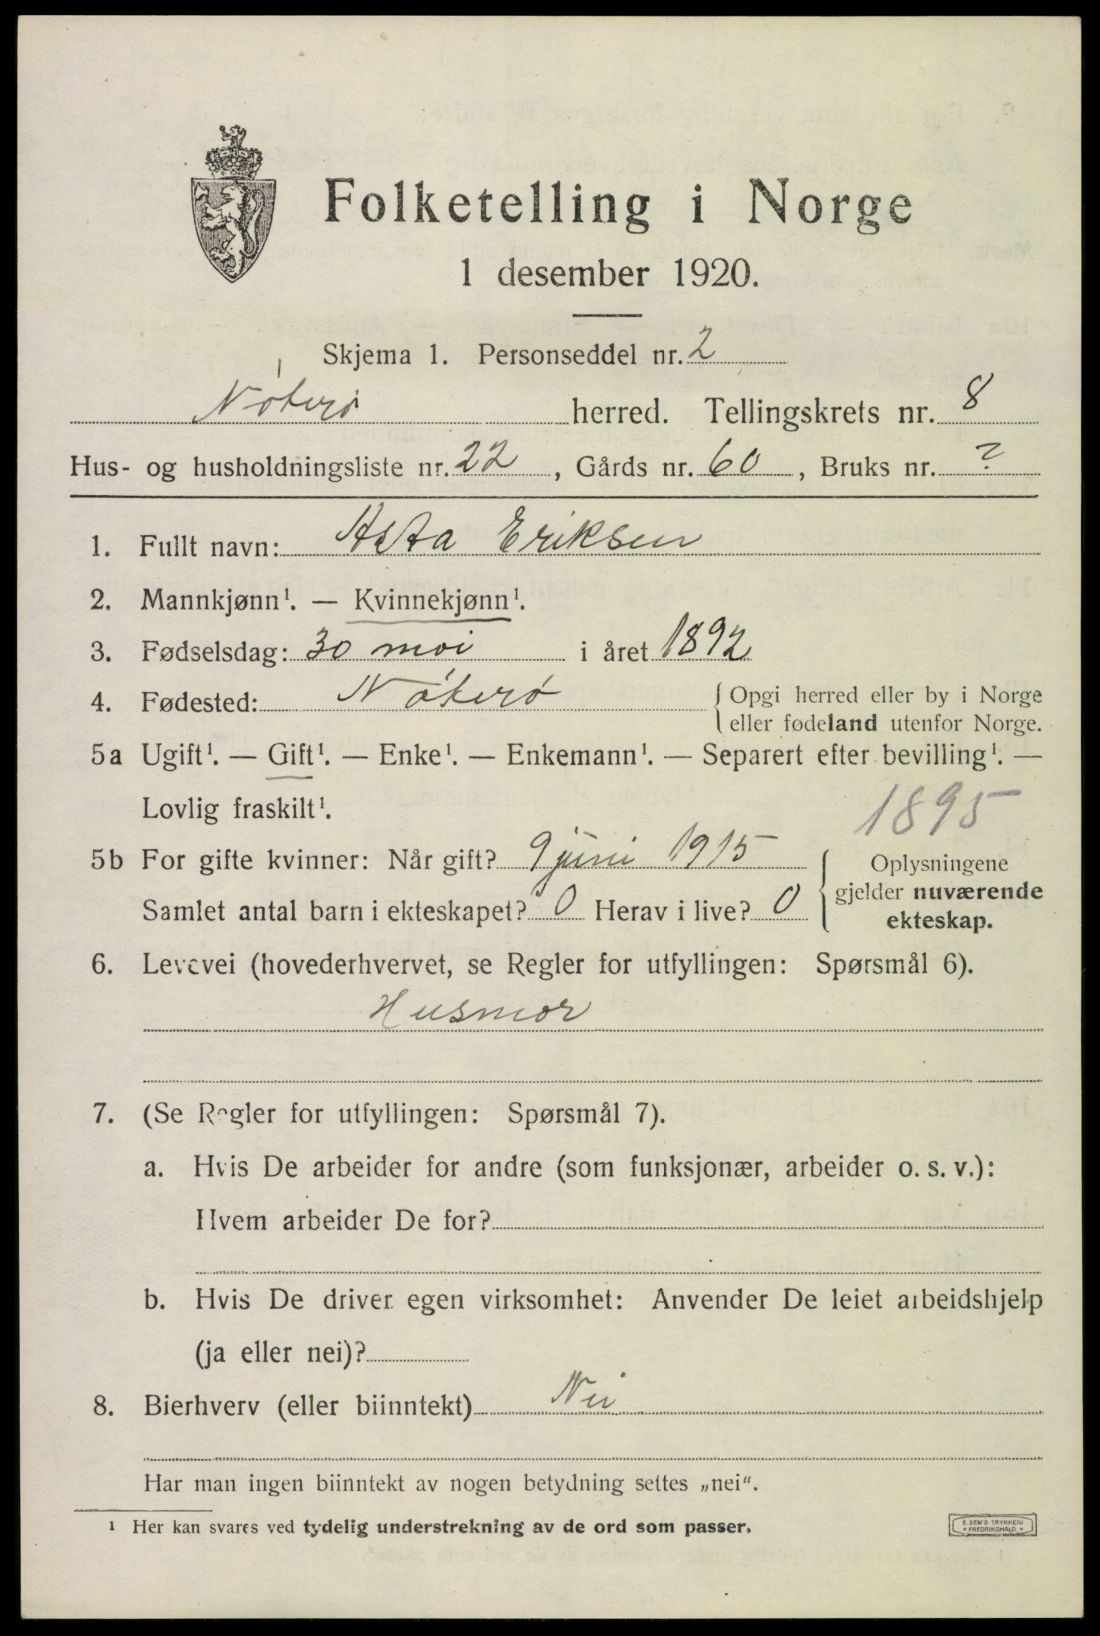 Folketelling i Norge
1 desember 1920.
Skjema 1. Personseddel nr. 2
Nøterø herred. Tellingskrets nr. 8
Hus- og husholdningsliste nr. 22, Gårds nr. 60, Bruks nr. ?
1. Fullt navn: Asta Eriksen
2. Mannkjønn¹. — Kvinnekjønn¹.
3. Fødselsdag: 30 mai i året 1892
4. Fødested: Nøterø {Opgi herred eller by i Norge
eller fødeland utenfor Norge.
5a Ugift¹. — Gift¹. — Enke¹. — Enkemann¹. — Separert efter bevilling¹. —
Lovlig fraskilt¹.
1895
5b For gifte kvinner: Når gift? 9 juni 1915
Samlet antal barn i ekteskapet? 0 Herav i live? 0
{Oplysningene
gjelder nuværende
ekteskap.
6. Levevei (hovederhvervet, se Regler for utfyllingen: Spørsmål 6).
Husmor
7. (Se Regler for utfyllingen: Spørsmål 7).
a. Hvis De arbeider for andre (som funksjonær, arbeider o. s. v.):
Hvem arbeider De for?
b. Hvis De driver egen virksomhet: Anvender De leiet arbeidshjelp
(ja eller nei)?
8. Bierhverv (eller biinntekt) Nei
Har man ingen biinntekt av nogen betydning settes „nei“.
¹ Her kan svares ved tydelig understrekning av de ord som passer.
E. SEM'S TRYKKERI
FREDRIKSHALD